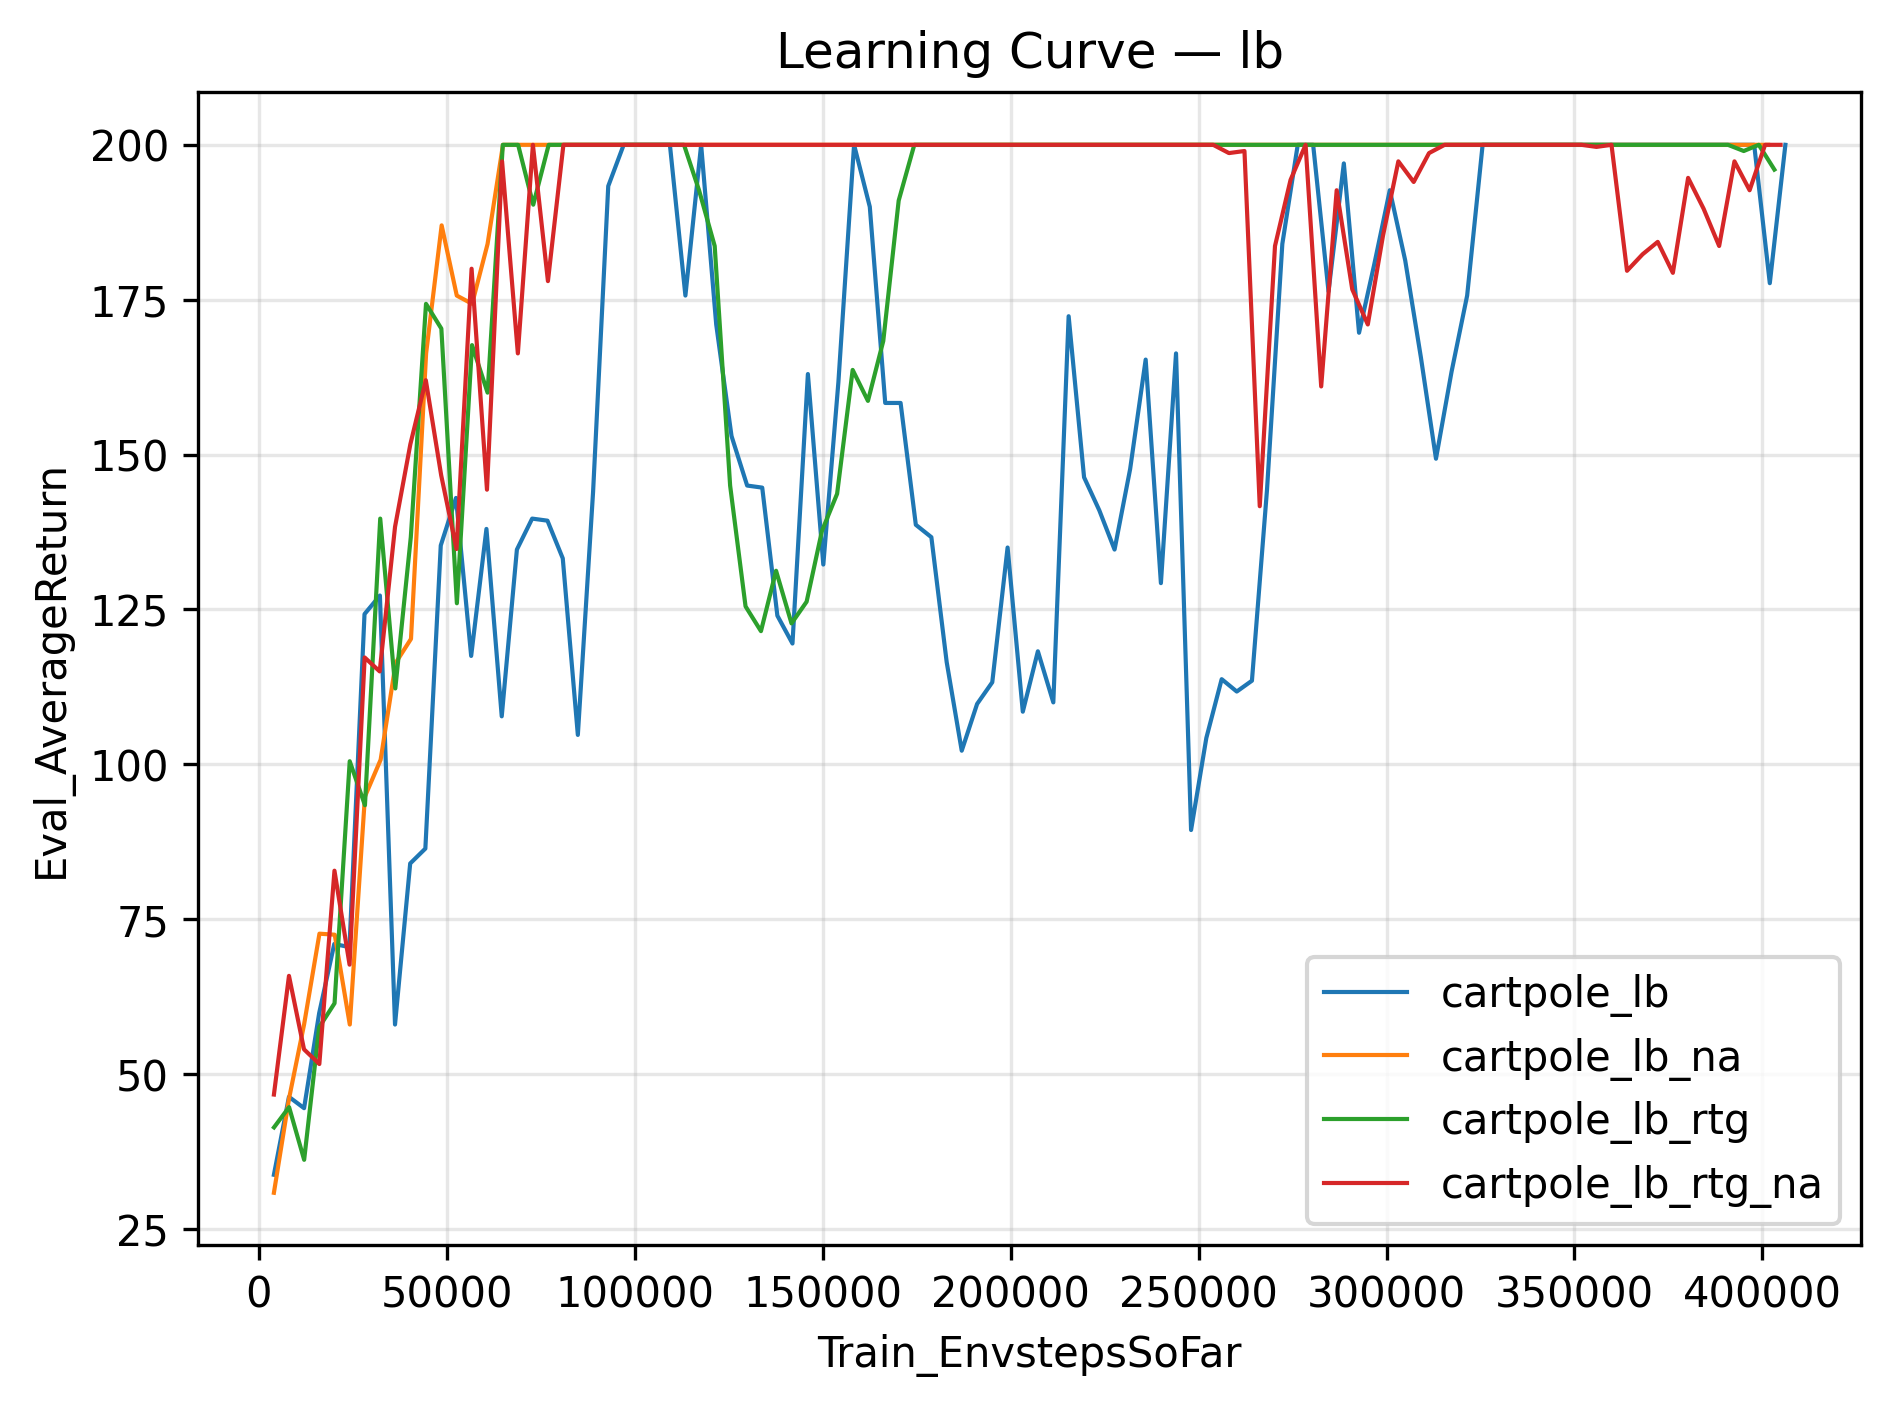 Learning Curve — lb
Eval_AverageReturn
200
175
150
125
100
75
50
25
0 50000 100000 150000 200000 250000 300000 350000 400000
Train_EnvstepsSoFar
cartpole_lb
cartpole_lb_na
cartpole_lb_rtg
cartpole_lb_rtg_na